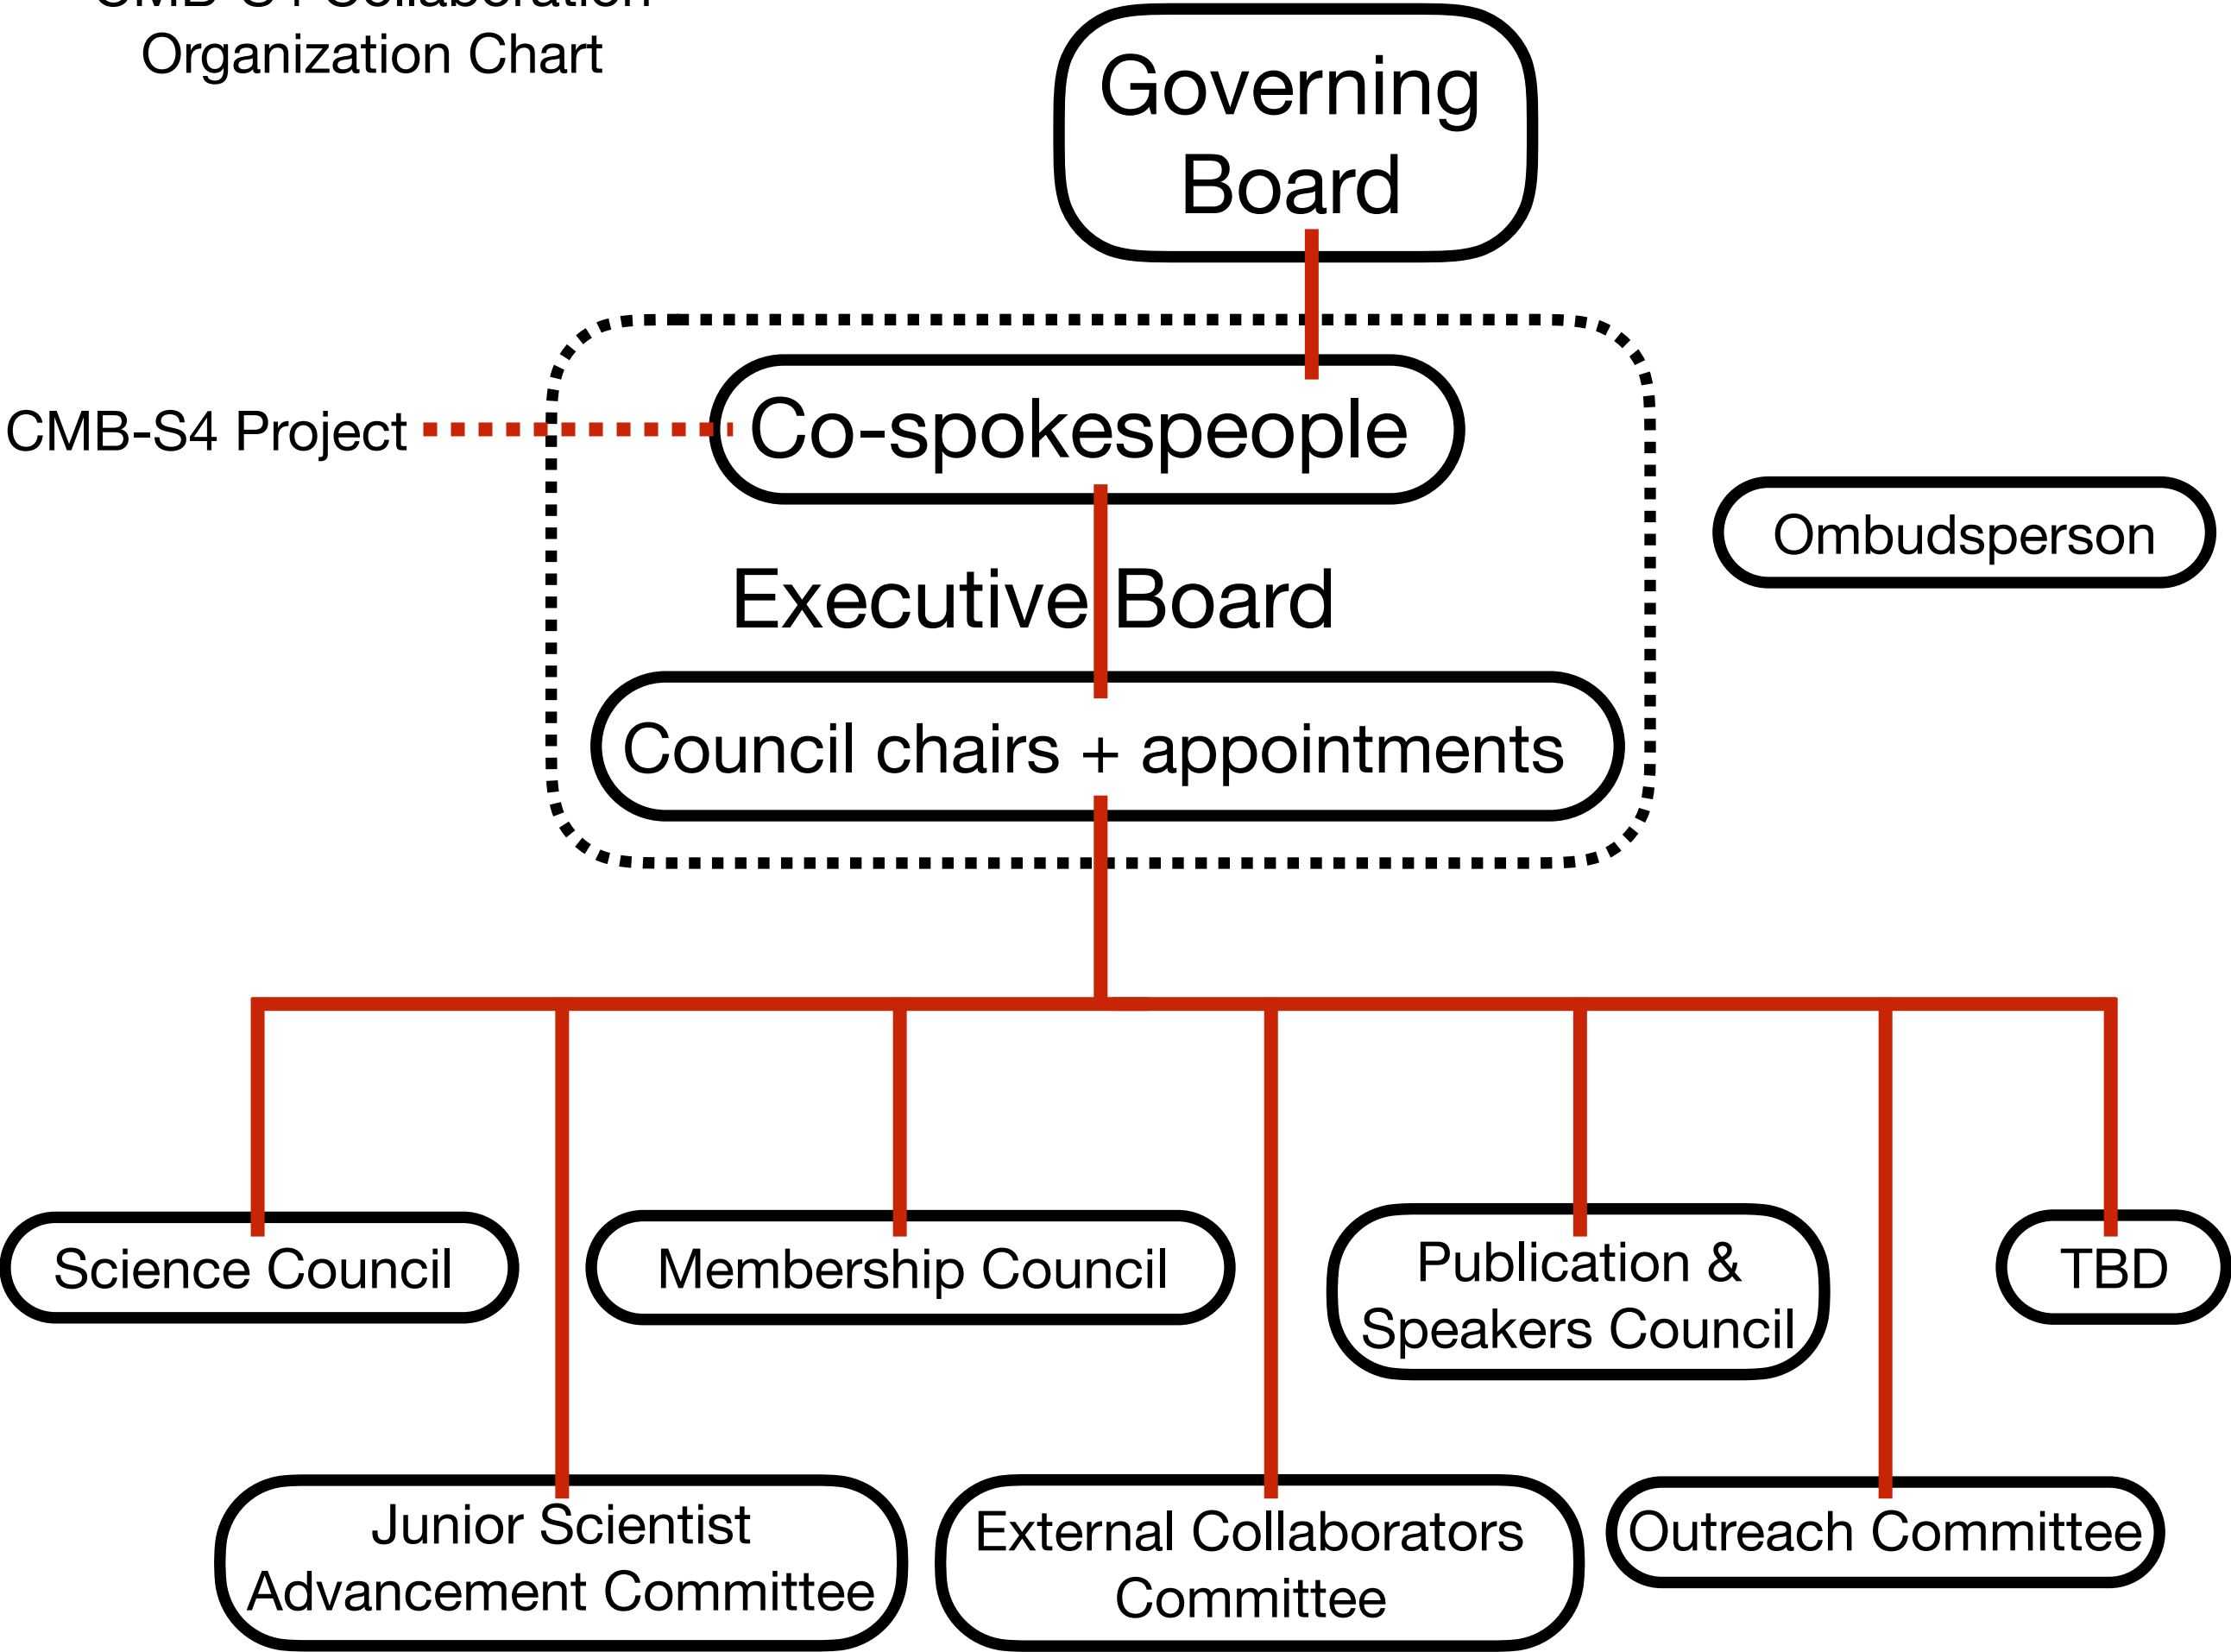 Organization Chart
Governing
Board
CMB-S4 Project
Co-spokespeople
Ombudsperson
Executive Board
Council chairs + appointments
Science Council
Membership Council
Publication &
Speakers Council
TBD
Junior Scientist
Advancement Committee
External Collaborators
Committee
Outreach Committee